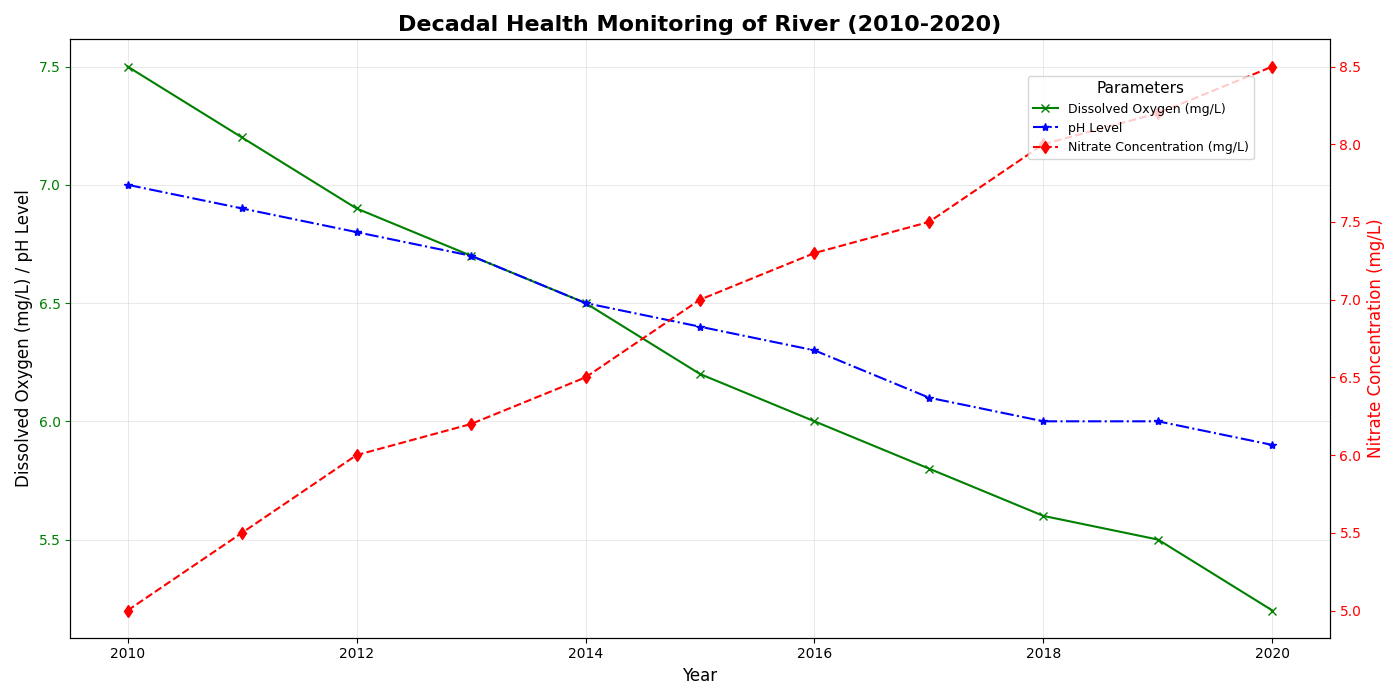 Decadal Health Monitoring of River (2010-2020)
Dissolved Oxygen (mg/L) / pH Level
7.5
7.0
6.5
6.0
5.5
Parameters
Dissolved Oxygen (mg/L)
pH Level
Nitrate Concentration (mg/L)
8.5
8.0
7.5
7.0
6.5
6.0
5.5
5.0
Nitrate Concentration (mg/L)
2010 2012 2014 2016 2018 2020
Year